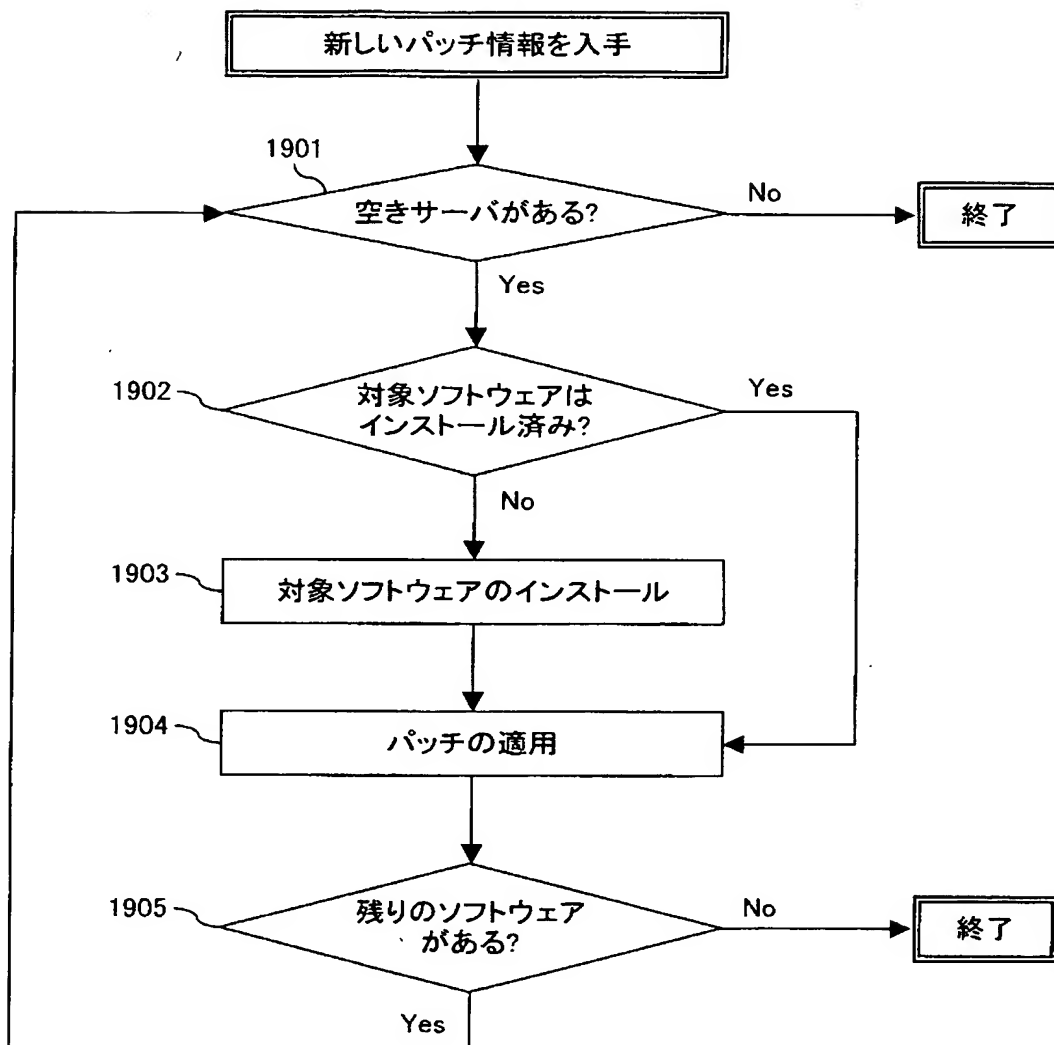 新しいパッチ情報を入手
1901
空きサーバがある?
No
終了
Yes
1902
対象ソフトウェアは
インストール済み?
Yes
No
1903
対象ソフトウェアのインストール
1904
パッチの適用
1905
残りのソフトウェア
がある?
No
終了
Yes